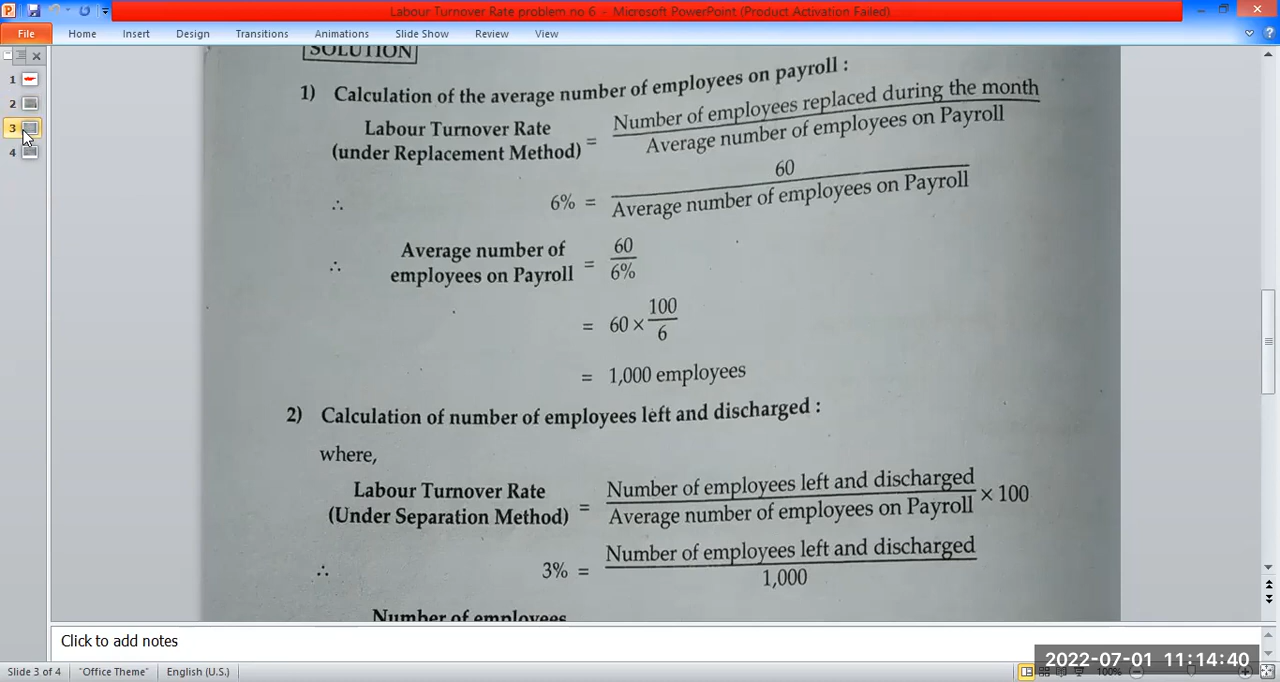 Labour Turnover Rate problem no 6 - Microsoft PowerPoint (Product Activation Failed)
File Home Insert Design Transitions Animations Slide Show Review View
1
2
3
4
SOLUTION
1) Calculation of the average number of employees on payroll :
Labour Turnover Rate
(under Replacement Method)
=
Number of employees replaced during the month
Average number of employees on Payroll
∴ 6% =
60
Average number of employees on Payroll
∴ Average number of
employees on Payroll
=
60
6%
= 60 ×
100
6
= 1,000 employees
2) Calculation of number of employees left and discharged :
where,
Labour Turnover Rate
(Under Separation Method)
=
Number of employees left and discharged
Average number of employees on Payroll
× 100
∴ 3% =
Number of employees left and discharged
1,000
Number of employees
Click to add notes
Slide 3 of 4 "Office Theme" English (U.S.)
2022-07-01 11:14:40
100%